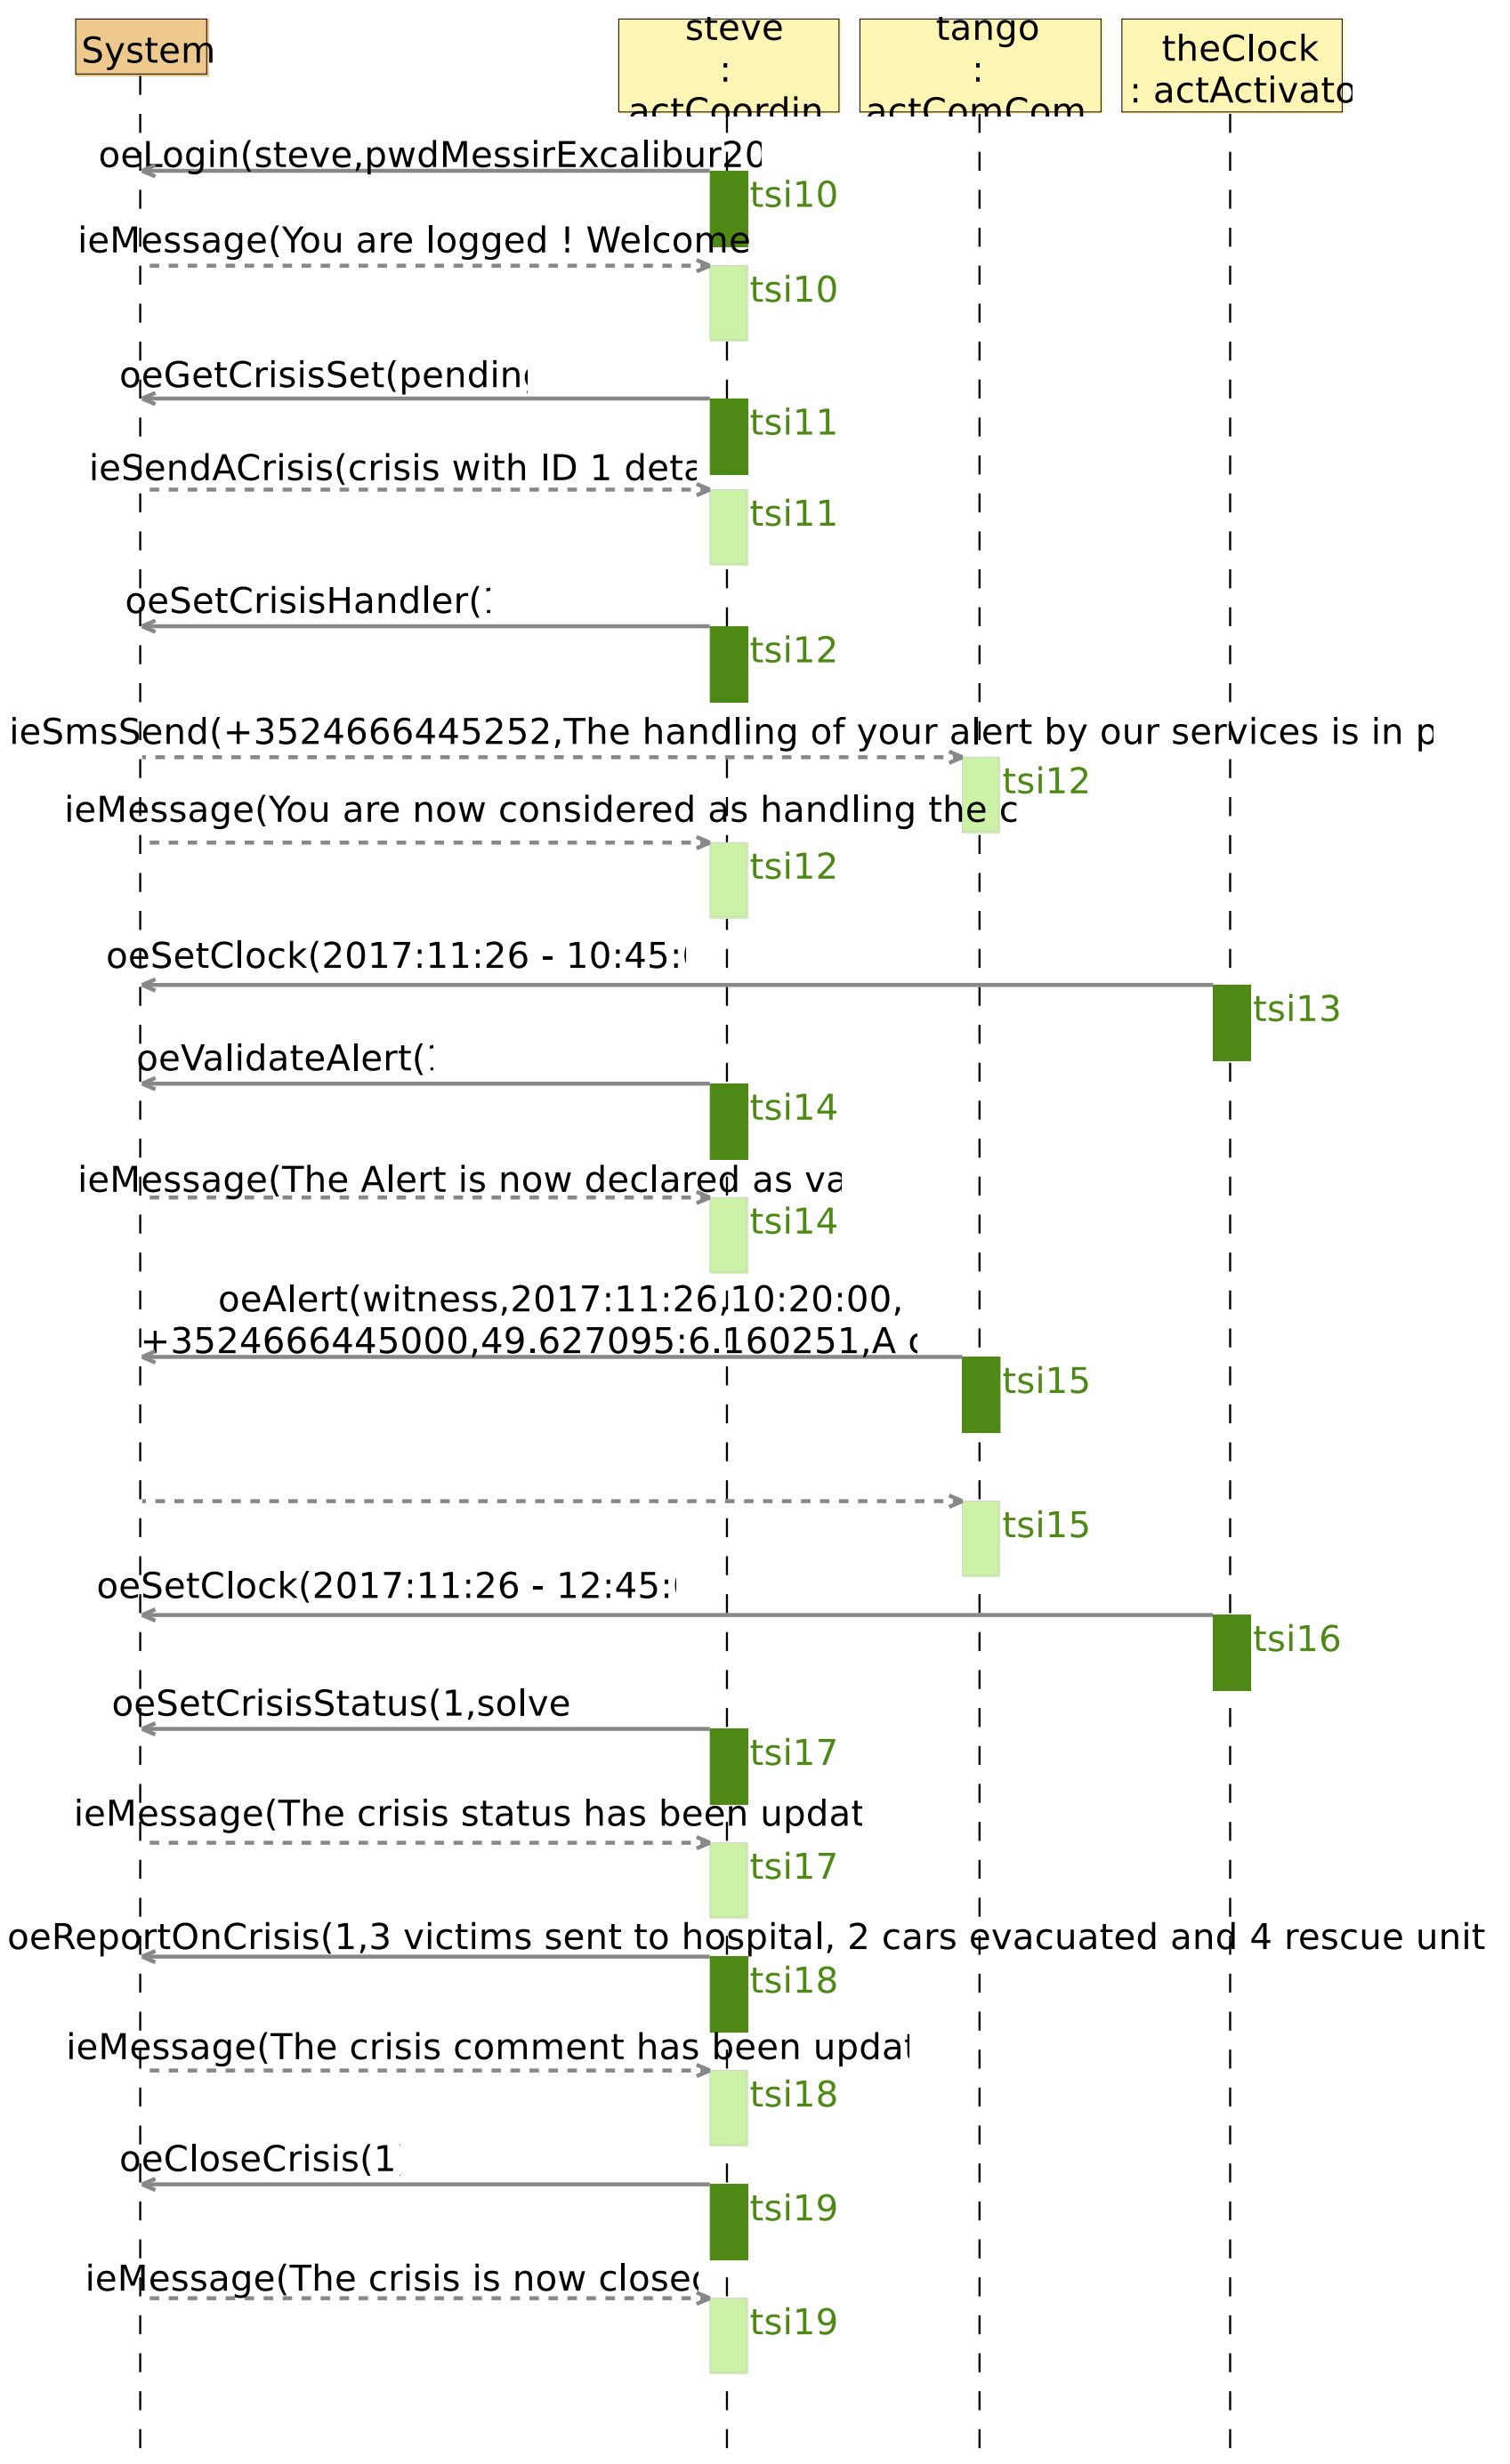 System
steve
:
actCoordin
tango
:
actComCom
theClock
: actActivato
oeLogin(steve,pwdMessirExcalibur20
tsi10
ieMessage(You are logged ! Welcome
tsi10
oeGetCrisisSet(pending
tsi11
ieSendACrisis(crisis with ID 1 deta
tsi11
oeSetCrisisHandler(1
tsi12
ieSmsSend(+3524666445252,The handling of your alert by our services is in p
tsi12
ieMessage(You are now considered as handling the c
tsi12
oeSetClock(2017:11:26 - 10:45:0
tsi13
oeValidateAlert(1
tsi14
ieMessage(The Alert is now declared as va
tsi14
oeAlert(witness,2017:11:26,10:20:00,
+3524666445000,49.627095:6.160251,A c
tsi15
tsi15
oeSetClock(2017:11:26 - 12:45:0
tsi16
oeSetCrisisStatus(1,solve
tsi17
ieMessage(The crisis status has been updat
tsi17
oeReportOnCrisis(1,3 victims sent to hospital, 2 cars evacuated and 4 rescue unit
tsi18
ieMessage(The crisis comment has been updat
tsi18
oeCloseCrisis(1)
tsi19
ieMessage(The crisis is now closed
tsi19